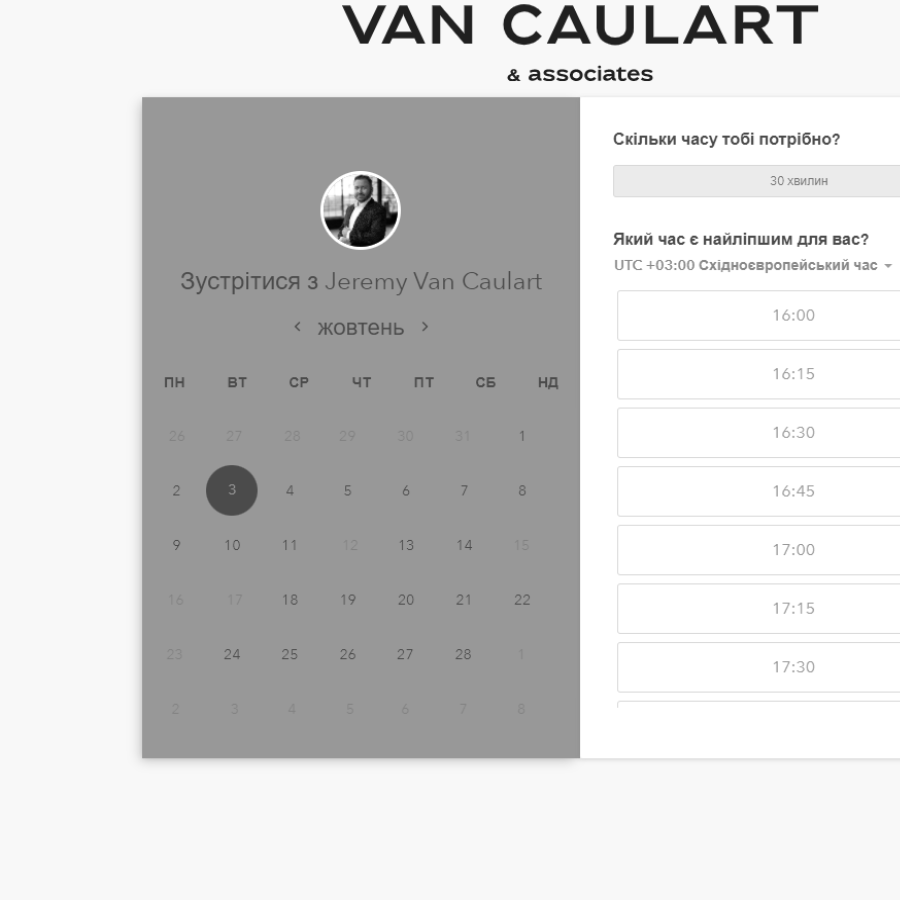 VAN CAULART
& associates
Зустрітися з Jeremy Van Caulart
жовтень
ПН ВТ СР ЧТ ПТ СБ НД
26 27 28 29 30 31 1
2 3 4 5 6 7 8
9 10 11 12 13 14 15
16 17 18 19 20 21 22
23 24 25 26 27 28 1
2 3 4 5 6 7 8
Скільки часу тобі потрібно?
30 хвилин
Який час є найліпшим для вас?
UTC +03:00 Східноєвропейський час
16:00
16:15
16:30
16:45
17:00
17:15
17:30